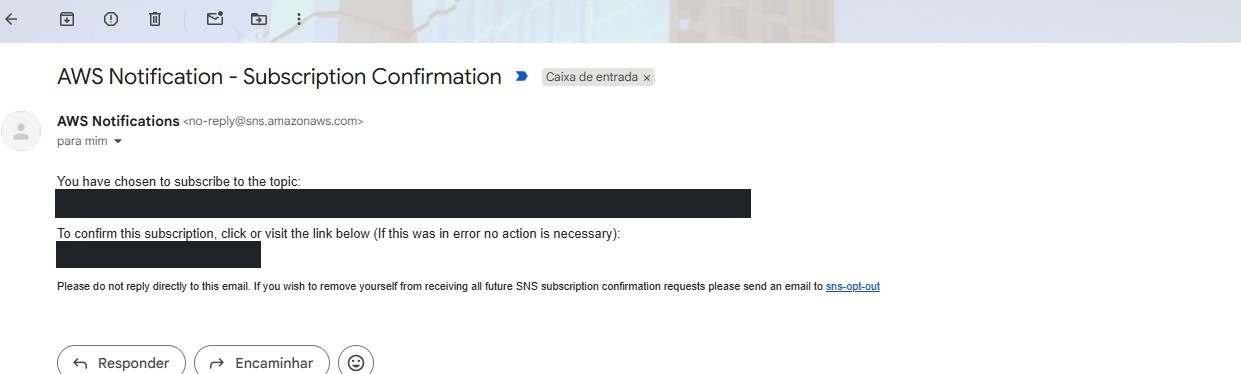 AWS Notification - Subscription Confirmation Caixa de entrada ×
AWS Notifications <no-reply@sns.amazonaws.com>
para mim
You have chosen to subscribe to the topic:
To confirm this subscription, click or visit the link below (If this was in error no action is necessary):
Please do not reply directly to this email. If you wish to remove yourself from receiving all future SNS subscription confirmation requests please send an email to sns-opt-out
Responder Encaminhar